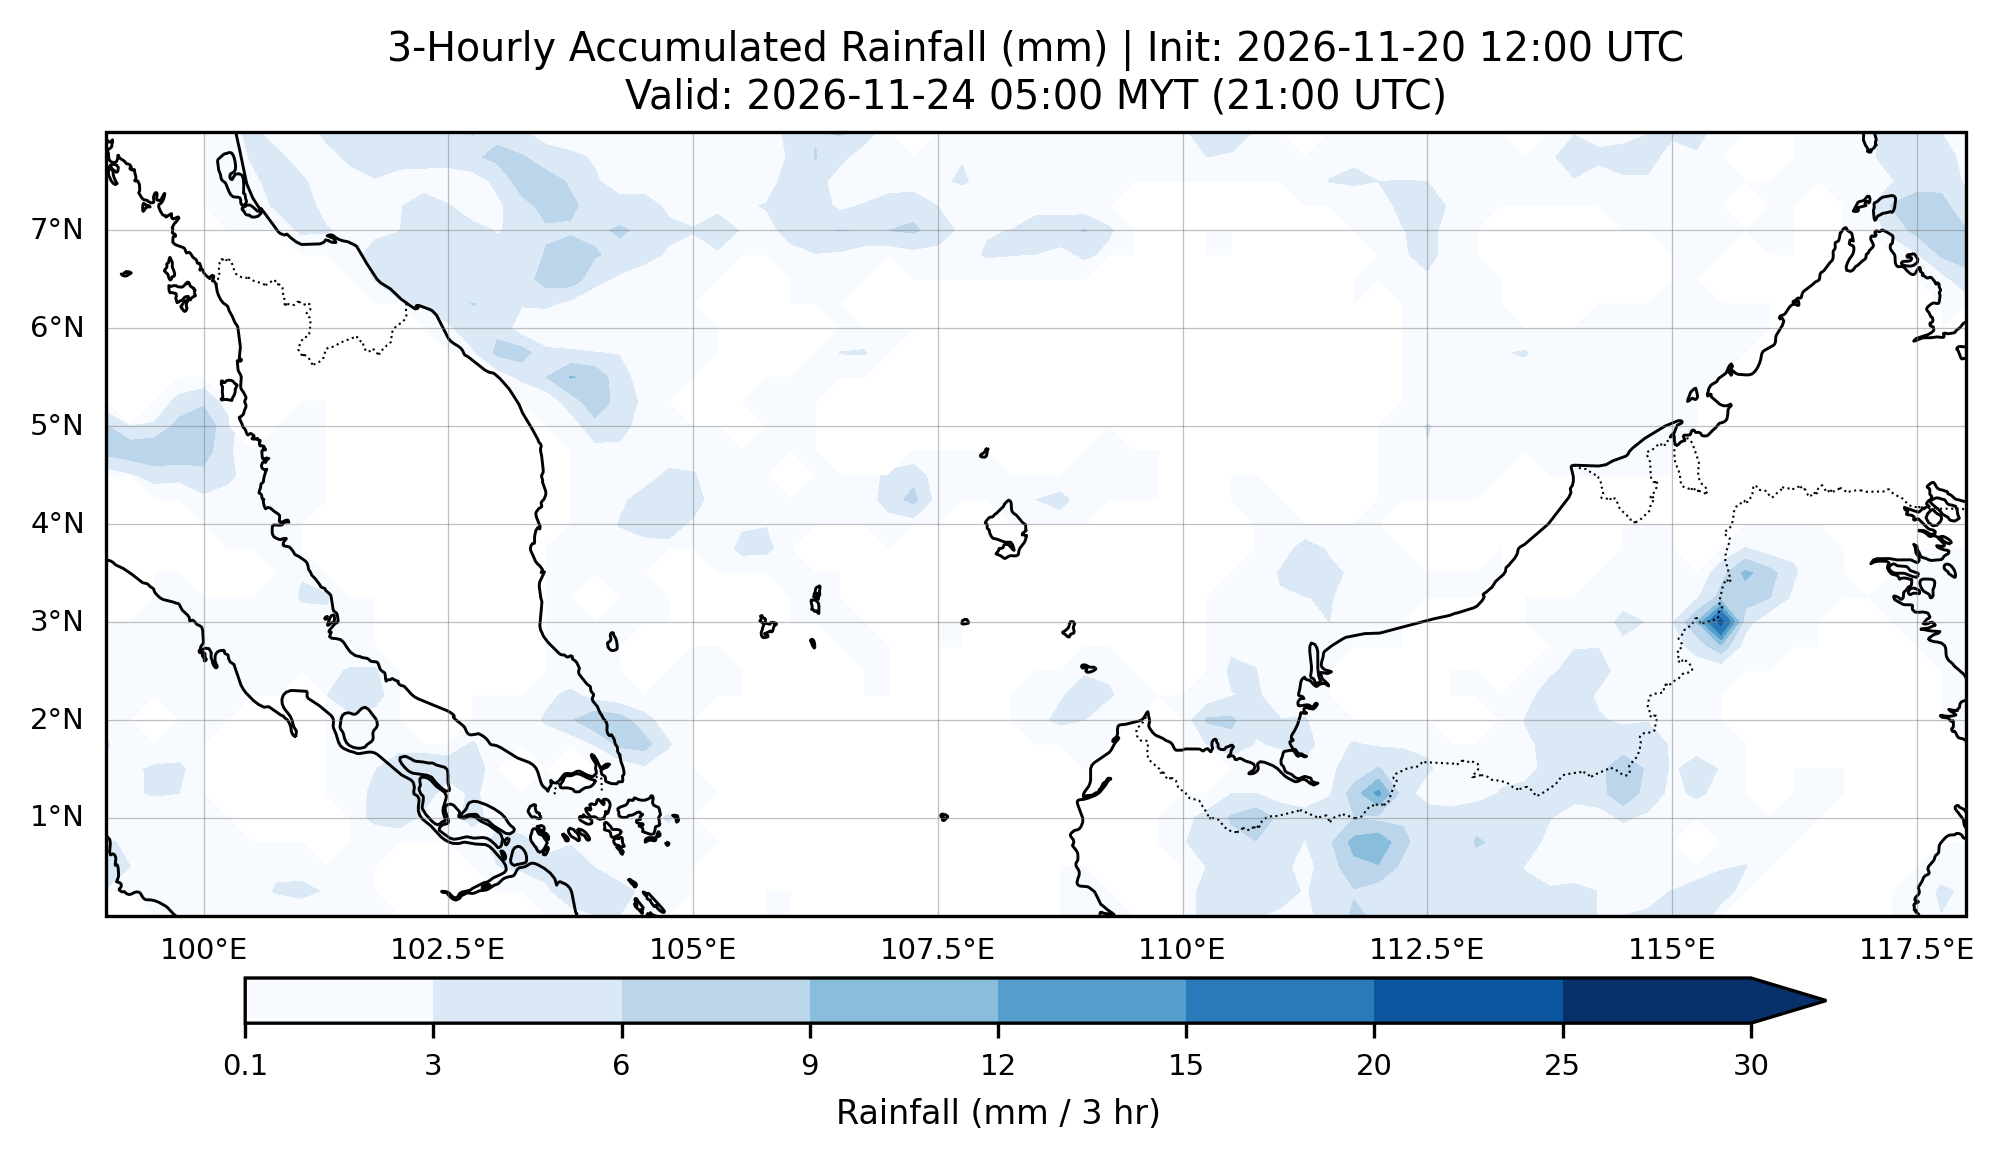 3-Hourly Accumulated Rainfall (mm) | Init: 2026-11-20 12:00 UTC
Valid: 2026-11-24 05:00 MYT (21:00 UTC)
7°N
6°N
5°N
4°N
3°N
2°N
1°N
100°E 102.5°E 105°E 107.5°E 110°E 112.5°E 115°E 117.5°E
0.1 3 6 9 12 15 20 25 30
Rainfall (mm / 3 hr)